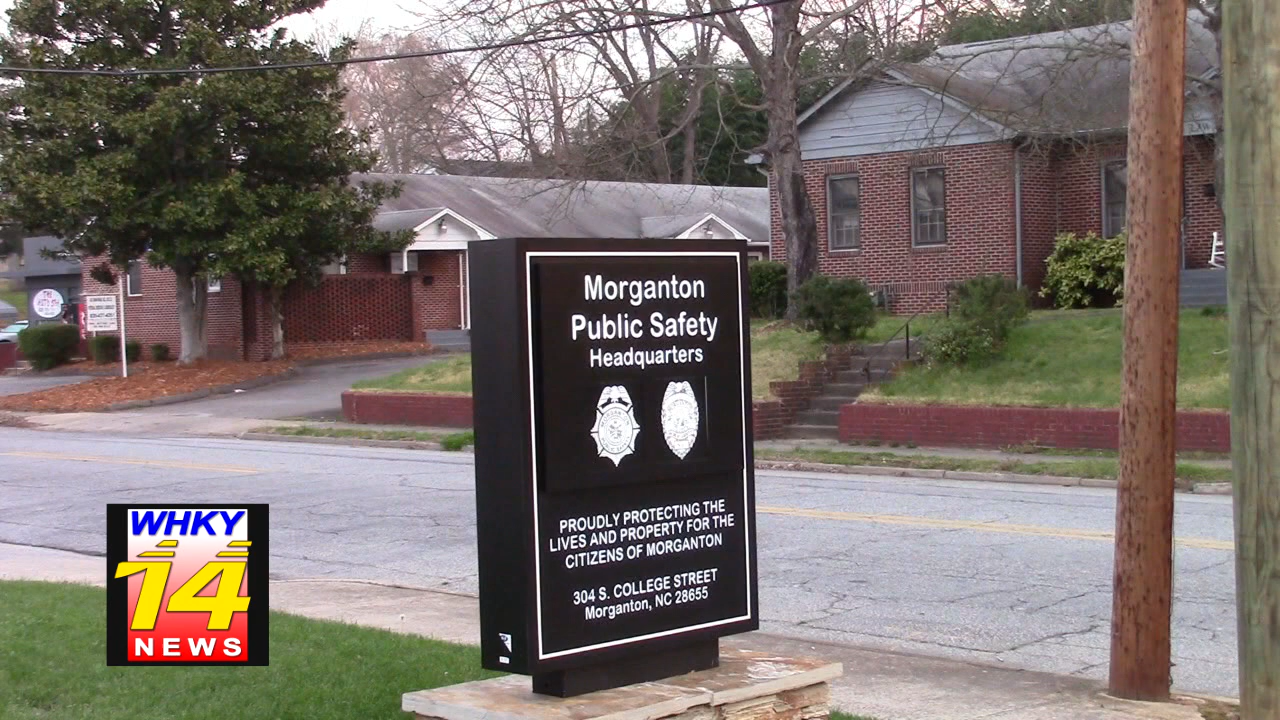 Morganton
Public Safety
Headquarters
PROUDLY PROTECTING THE
LIVES AND PROPERTY FOR THE
CITIZENS OF MORGANTON
304 S. COLLEGE STREET
Morganton, NC 28655
WHKY
14
NEWS